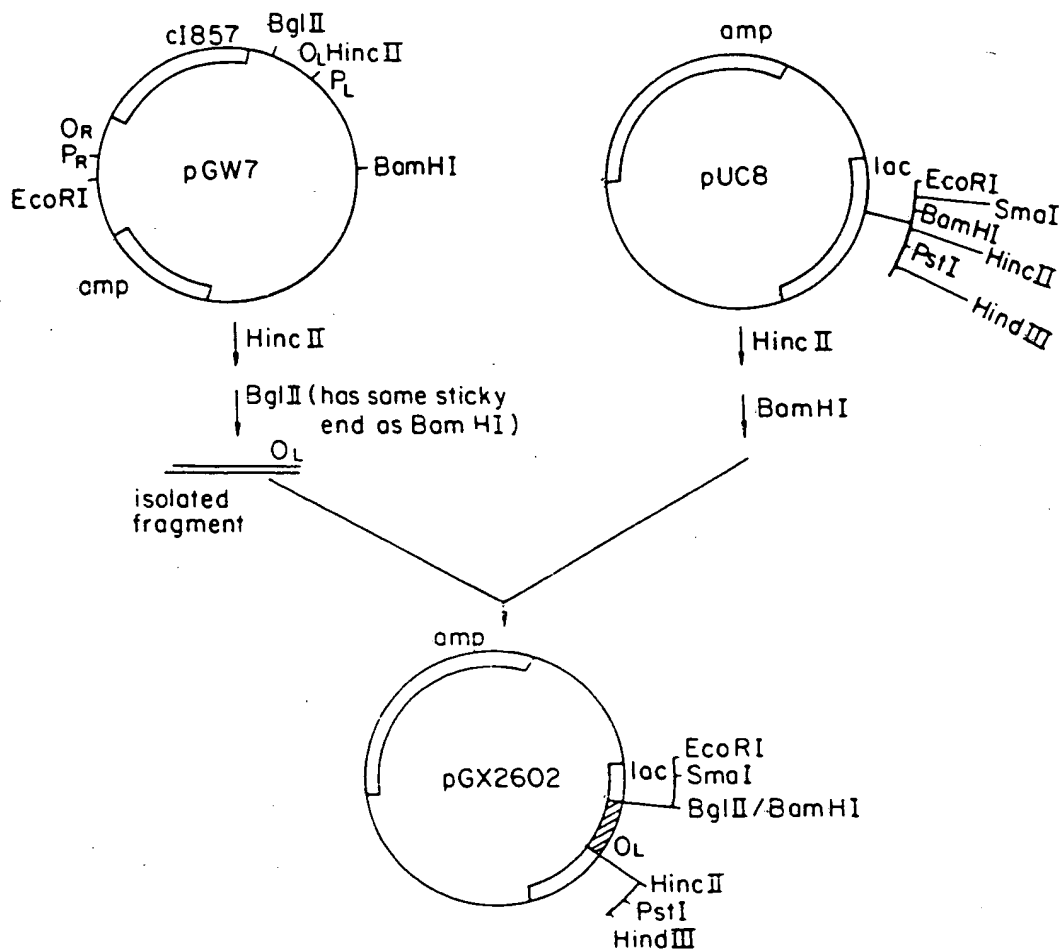 cI857
BglII
OL HincII
PL
OR
PR
EcoRI
pGW7
BamHI
amp
amp
pUC8
lac
EcoRI
SmaI
BamHI
HincII
PstI
HindIII
HincII
BglII (has same sticky
end as Bam HI)
OL
isolated
fragment
HincII
BamHI
amp
pGX2602
lac
EcoRI
SmaI
BglII/BamHI
OL
HincII
PstI
HindIII